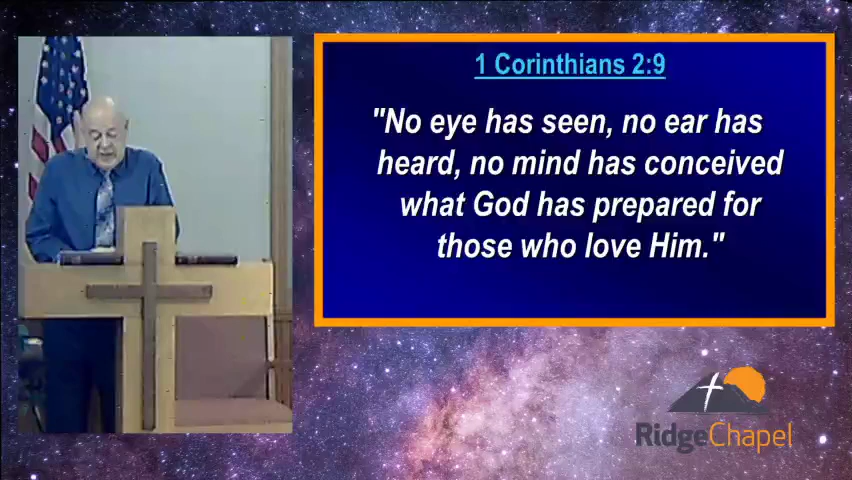 1 Corinthians 2:9
"No eye has seen, no ear has
heard, no mind has conceived
what God has prepared for
those who love Him."
RidgeChapel